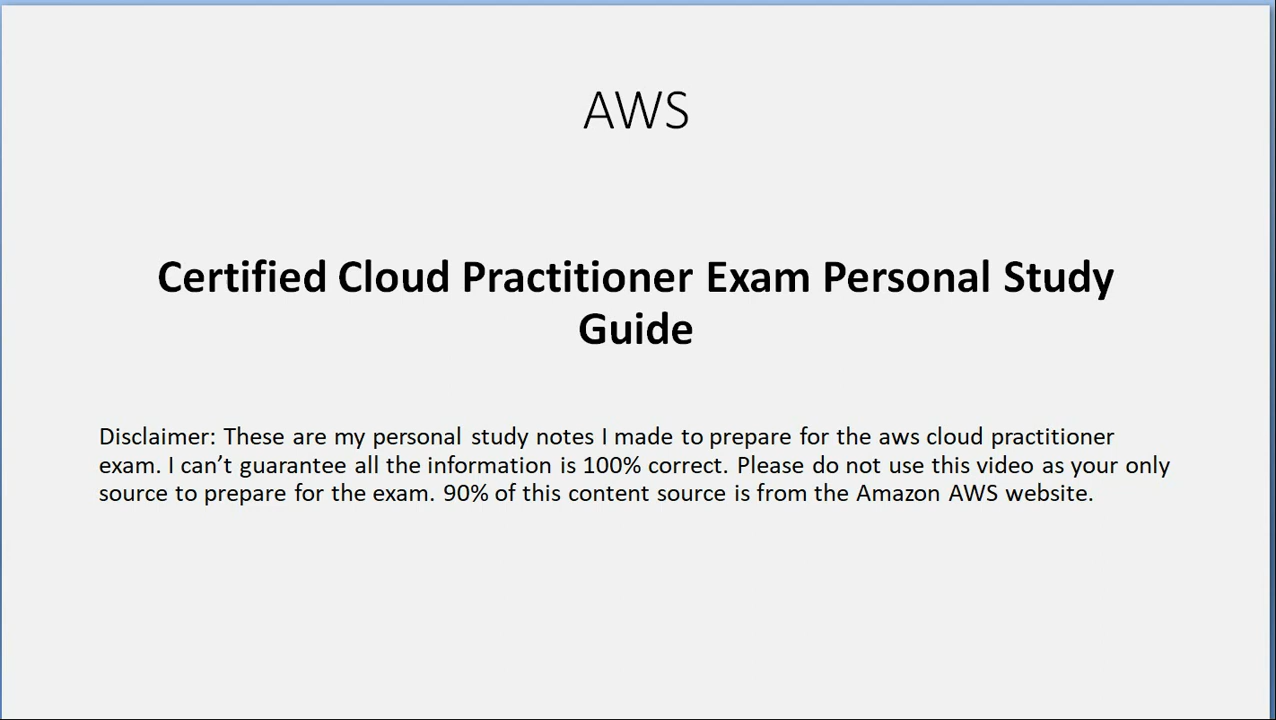 AWS
Certified Cloud Practitioner Exam Personal Study
Guide
Disclaimer: These are my personal study notes I made to prepare for the aws cloud practitioner
exam. I can’t guarantee all the information is 100% correct. Please do not use this video as your only
source to prepare for the exam. 90% of this content source is from the Amazon AWS website.